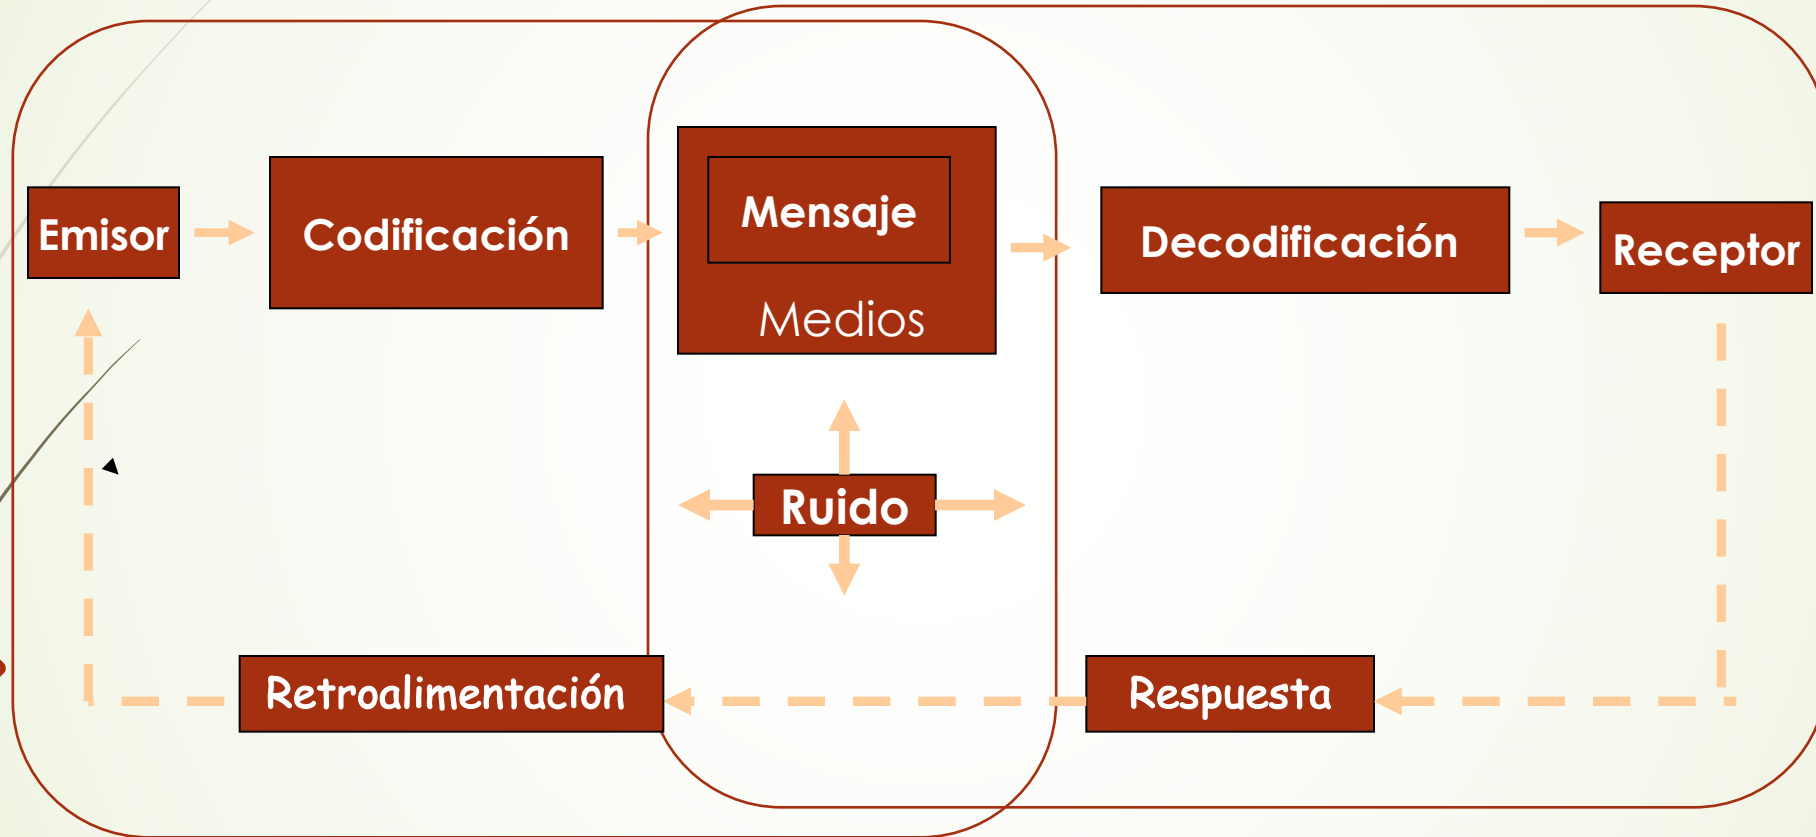 Emisor
Codificación
Mensaje
Medios
Decodificación
Receptor
Ruido
Retroalimentación
Respuesta